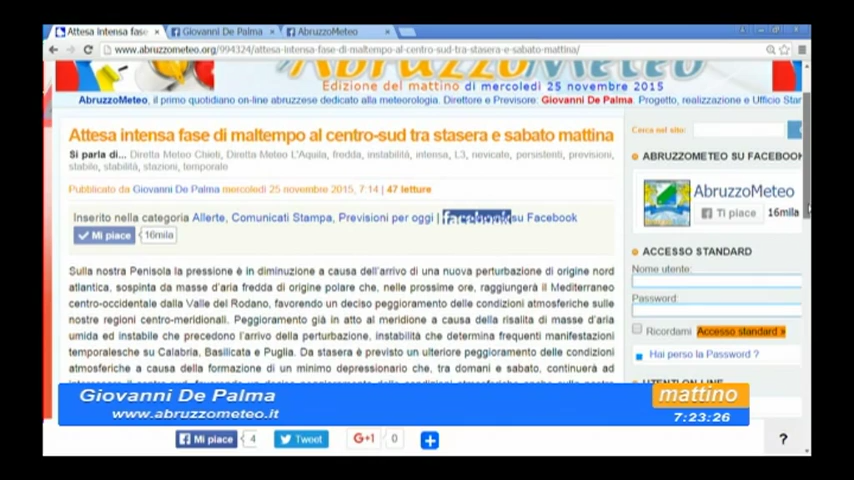 Attesa intensa fase
Giovanni De Palma
AbruzzoMeteo
www.abruzzometeo.org/994324/attesa-intensa-fase-di-maltempo-al-centro-sud-tra-stasera-e-sabato-mattina/
AbruzzoMeteo
Edizione del mattino di mercoledì 25 novembre 2015
AbruzzoMeteo, il primo quotidiano on-line abruzzese dedicato alla meteorologia. Direttore e Previsore: Giovanni De Palma. Progetto, realizzazione e Ufficio Star
Attesa intensa fase di maltempo al centro-sud tra stasera e sabato mattina
Si parla di... Diretta Meteo Chieti, Diretta Meteo L'Aquila, fredda, instabilità, intensa, L3, nevicate, persistenti, previsioni,
stabile, stabilità, stazioni, temporale
Pubblicato da Giovanni De Palma mercoledì 25 novembre 2015, 7:14 | 47 letture
Inserito nella categoria Allerte, Comunicati Stampa, Previsioni per oggi | facebook su Facebook
Mi piace 16mila
Sulla nostra Penisola la pressione è in diminuzione a causa dell'arrivo di una nuova perturbazione di origine nord
atlantica, sospinta da masse d'aria fredda di origine polare che, nelle prossime ore, raggiungerà il Mediterraneo
centro-occidentale dalla Valle del Rodano, favorendo un deciso peggioramento delle condizioni atmosferiche sulle
nostre regioni centro-meridionali. Peggioramento già in atto al meridione a causa della risalita di masse d'aria
umida ed instabile che precedono l'arrivo della perturbazione, instabilità che determina frequenti manifestazioni
temporalesche su Calabria, Basilicata e Puglia. Da stasera è previsto un ulteriore peggioramento delle condizioni
atmosferiche a causa della formazione di un minimo depressionario che, tra domani e sabato, continuerà ad
Cerca nel sito:
ABRUZZOMETEO SU FACEBOOK
AbruzzoMeteo
Ti piace 16mila
ACCESSO STANDARD
Nome utente:
Password:
Ricordami Accesso standard »
Hai perso la Password ?
UTENTI ON LINE
Giovanni De Palma
www.abruzzometeo.it
mattino
7:23:26
Mi piace 4 Tweet G+1 0 +
?